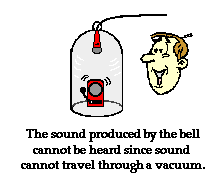 The sound produced by the bell
cannot be heard since sound
cannot travel through a vacuum.